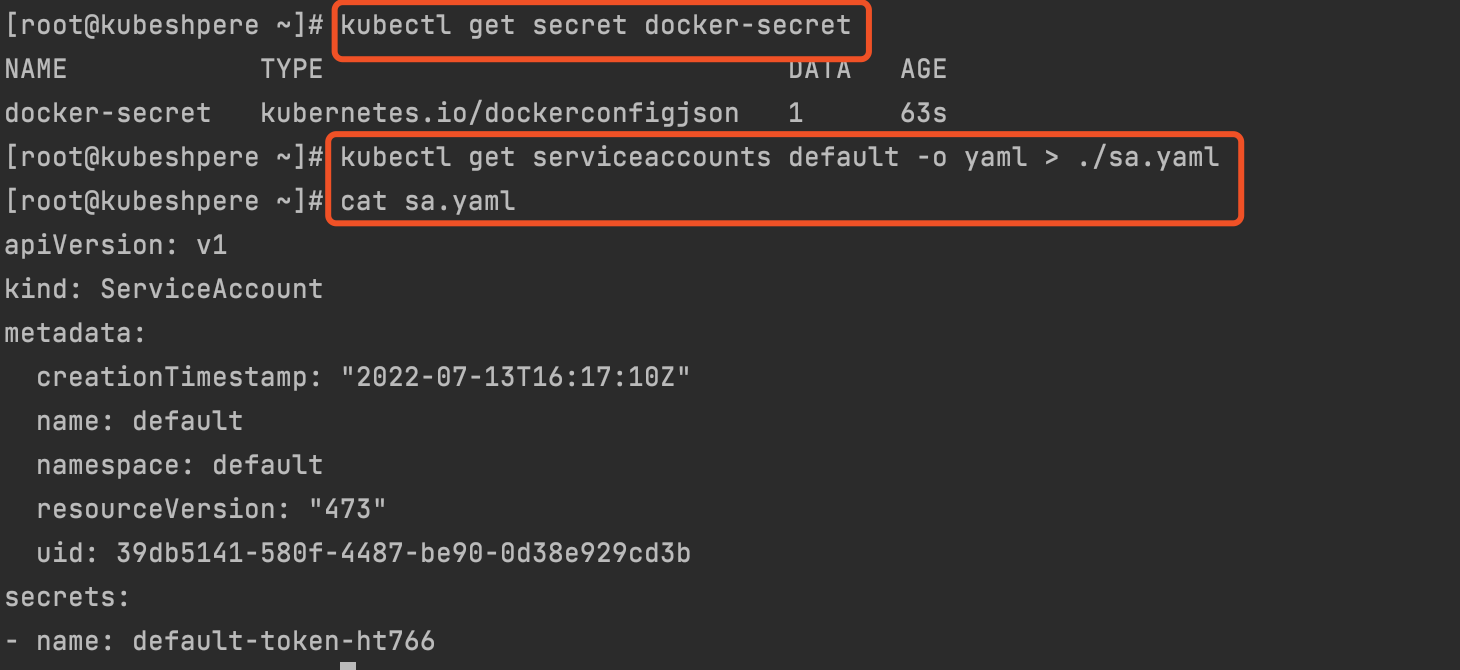 [root@kubeshpere ~]# kubectl get secret docker-secret
NAME            TYPE                             DATA   AGE
docker-secret   kubernetes.io/dockerconfigjson   1      63s
[root@kubeshpere ~]# kubectl get serviceaccounts default -o yaml > ./sa.yaml
[root@kubeshpere ~]# cat sa.yaml
apiVersion: v1
kind: ServiceAccount
metadata:
  creationTimestamp: "2022-07-13T16:17:10Z"
  name: default
  namespace: default
  resourceVersion: "473"
  uid: 39db5141-580f-4487-be90-0d38e929cd3b
secrets:
- name: default-token-ht766